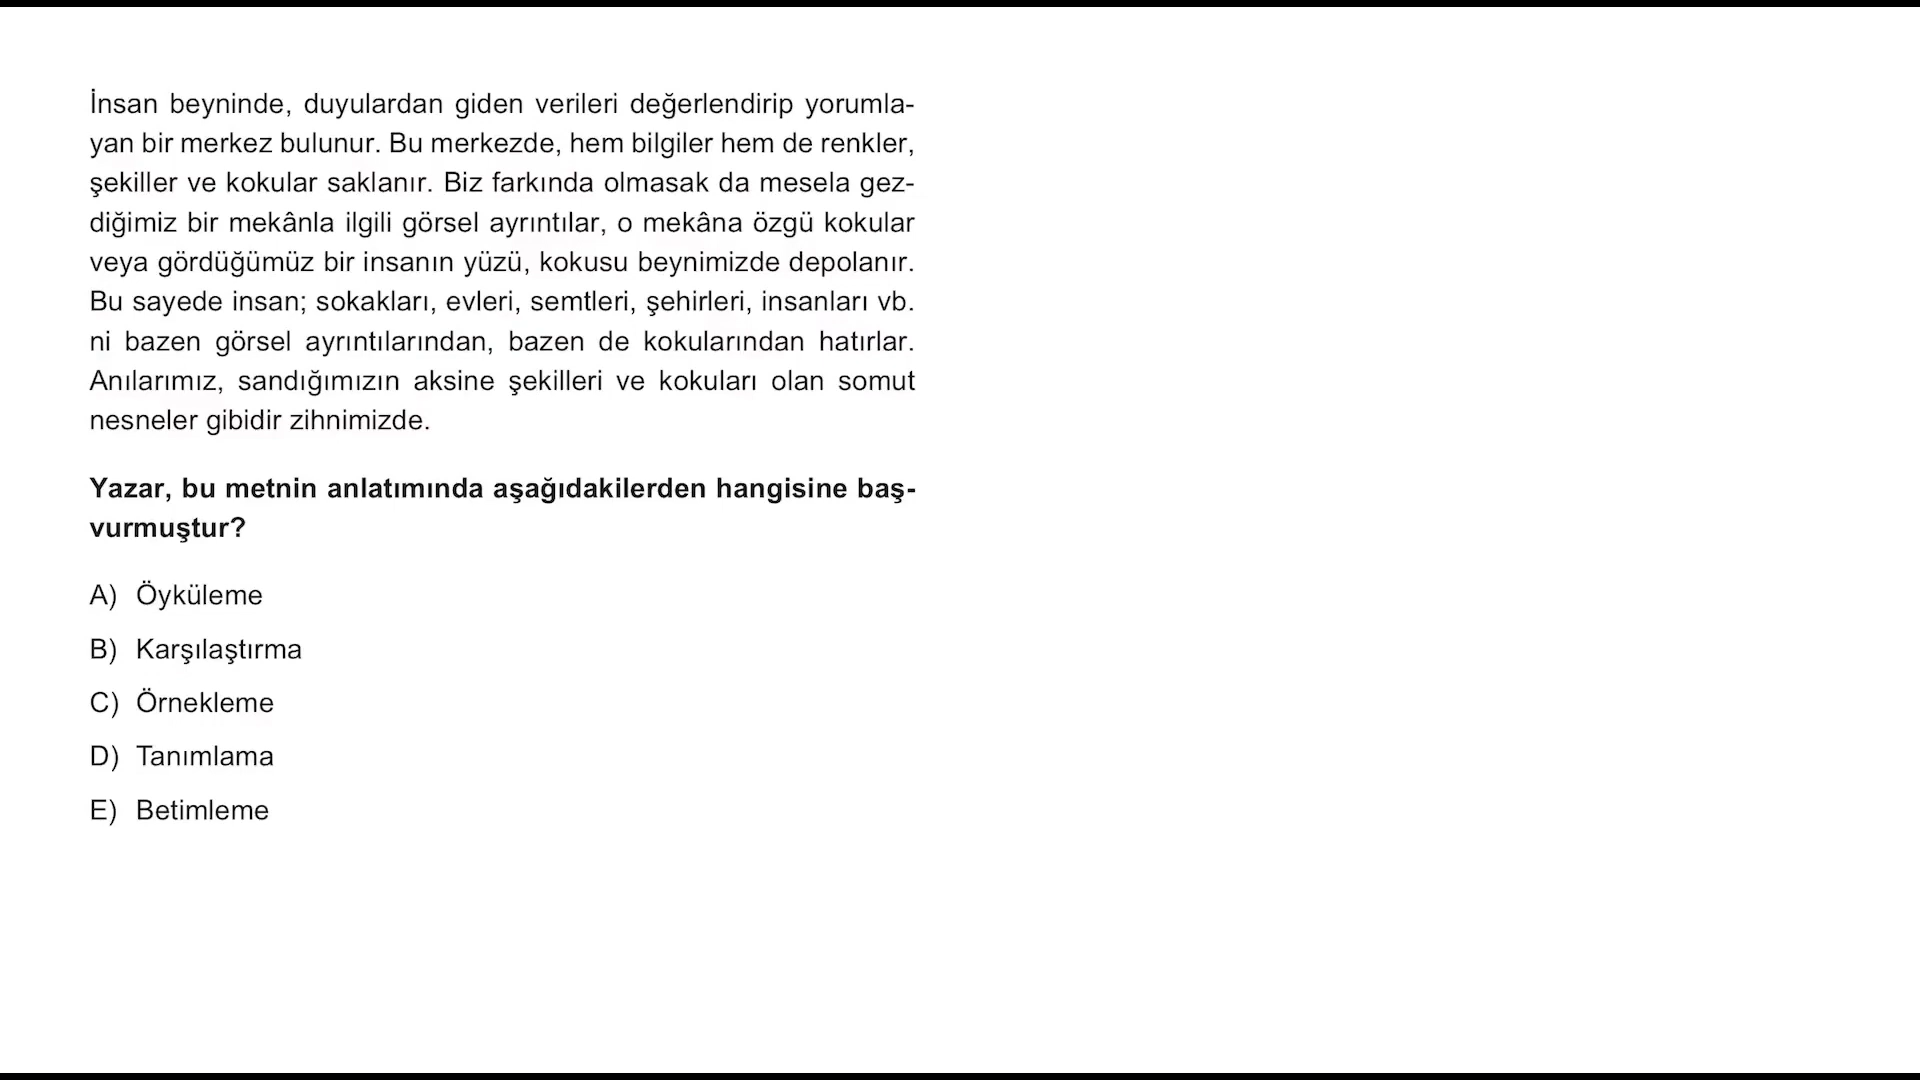 İnsan beyninde, duyulardan giden verileri değerlendirip yorumla-
yan bir merkez bulunur. Bu merkezde, hem bilgiler hem de renkler,
şekiller ve kokular saklanır. Biz farkında olmasak da mesela gez-
diğimiz bir mekânla ilgili görsel ayrıntılar, o mekâna özgü kokular
veya gördüğümüz bir insanın yüzü, kokusu beynimizde depolanır.
Bu sayede insan; sokakları, evleri, semtleri, şehirleri, insanları vb.
ni bazen görsel ayrıntılarından, bazen de kokularından hatırlar.
Anılarımız, sandığımızın aksine şekilleri ve kokuları olan somut
nesneler gibidir zihnimizde.
Yazar, bu metnin anlatımında aşağıdakilerden hangisine baş-
vurmuştur?
A) Öyküleme
B) Karşılaştırma
C) Örnekleme
D) Tanımlama
E) Betimleme